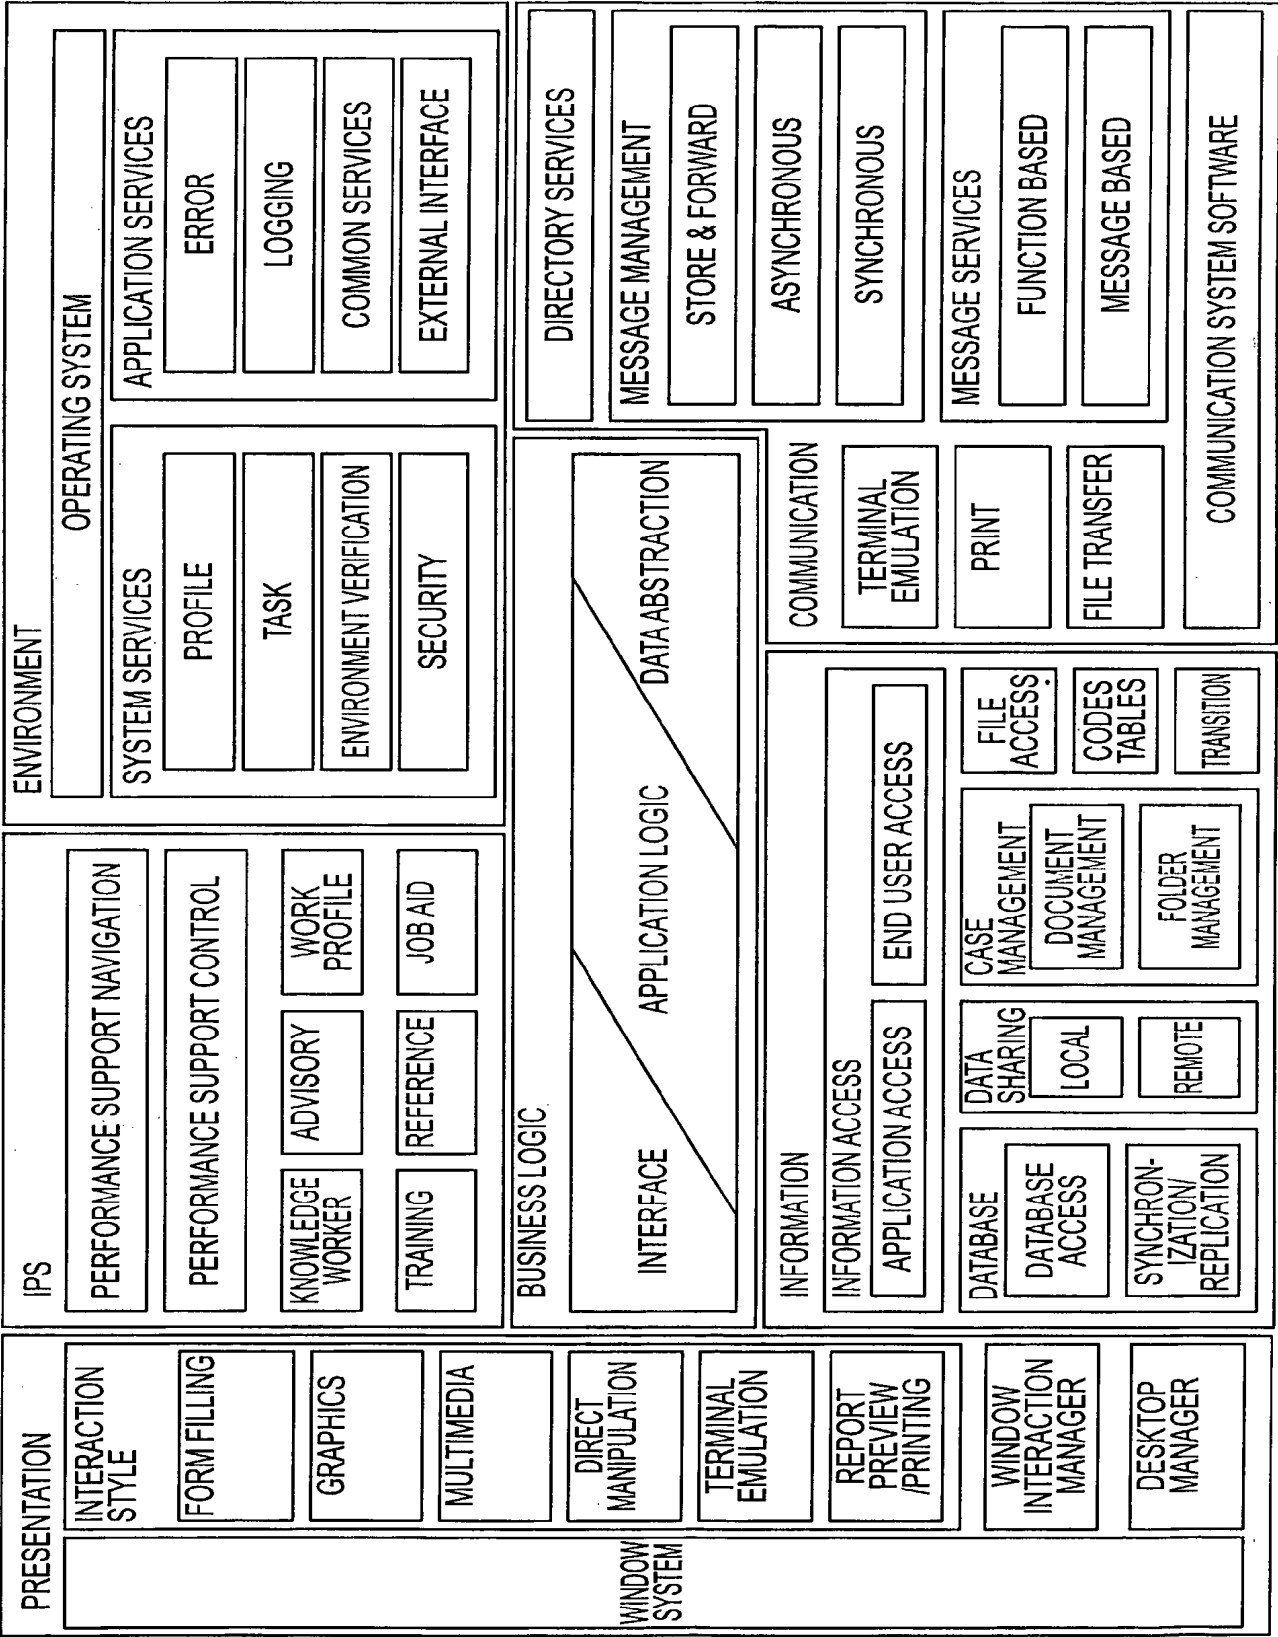 PRESENTATION
WINDOW
SYSTEM
INTERACTION
STYLE
FORM FILLING
GRAPHICS
MULTIMEDIA
DIRECT
MANIPULATION
TERMINAL
EMULATION
REPORT
PREVIEW
/PRINTING
WINDOW
INTERACTION
MANAGER
DESKTOP
MANAGER
IPS
PERFORMANCE SUPPORT NAVIGATION
PERFORMANCE SUPPORT CONTROL
KNOWLEDGE
WORKER
ADVISORY
WORK
PROFILE
TRAINING
REFERENCE
JOB AID
ENVIRONMENT
OPERATING SYSTEM
SYSTEM SERVICES
PROFILE
TASK
ENVIRONMENT VERIFICATION
SECURITY
APPLICATION SERVICES
ERROR
LOGGING
COMMON SERVICES
EXTERNAL INTERFACE
BUSINESS LOGIC
INTERFACE
APPLICATION LOGIC
DATA ABSTRACTION
INFORMATION
INFORMATION ACCESS
APPLICATION ACCESS
END USER ACCESS
DATABASE
DATABASE
ACCESS
SYNCHRON-
IZATION/
REPLICATION
DATA
SHARING
LOCAL
REMOTE
CASE
MANAGEMENT
DOCUMENT
MANAGEMENT
FOLDER
MANAGEMENT
FILE
ACCESS
CODES
TABLES
TRANSITION
COMMUNICATION
TERMINAL
EMULATION
PRINT
FILE TRANSFER
DIRECTORY SERVICES
MESSAGE MANAGEMENT
STORE & FORWARD
ASYNCHRONOUS
SYNCHRONOUS
MESSAGE SERVICES
FUNCTION BASED
MESSAGE BASED
COMMUNICATION SYSTEM SOFTWARE